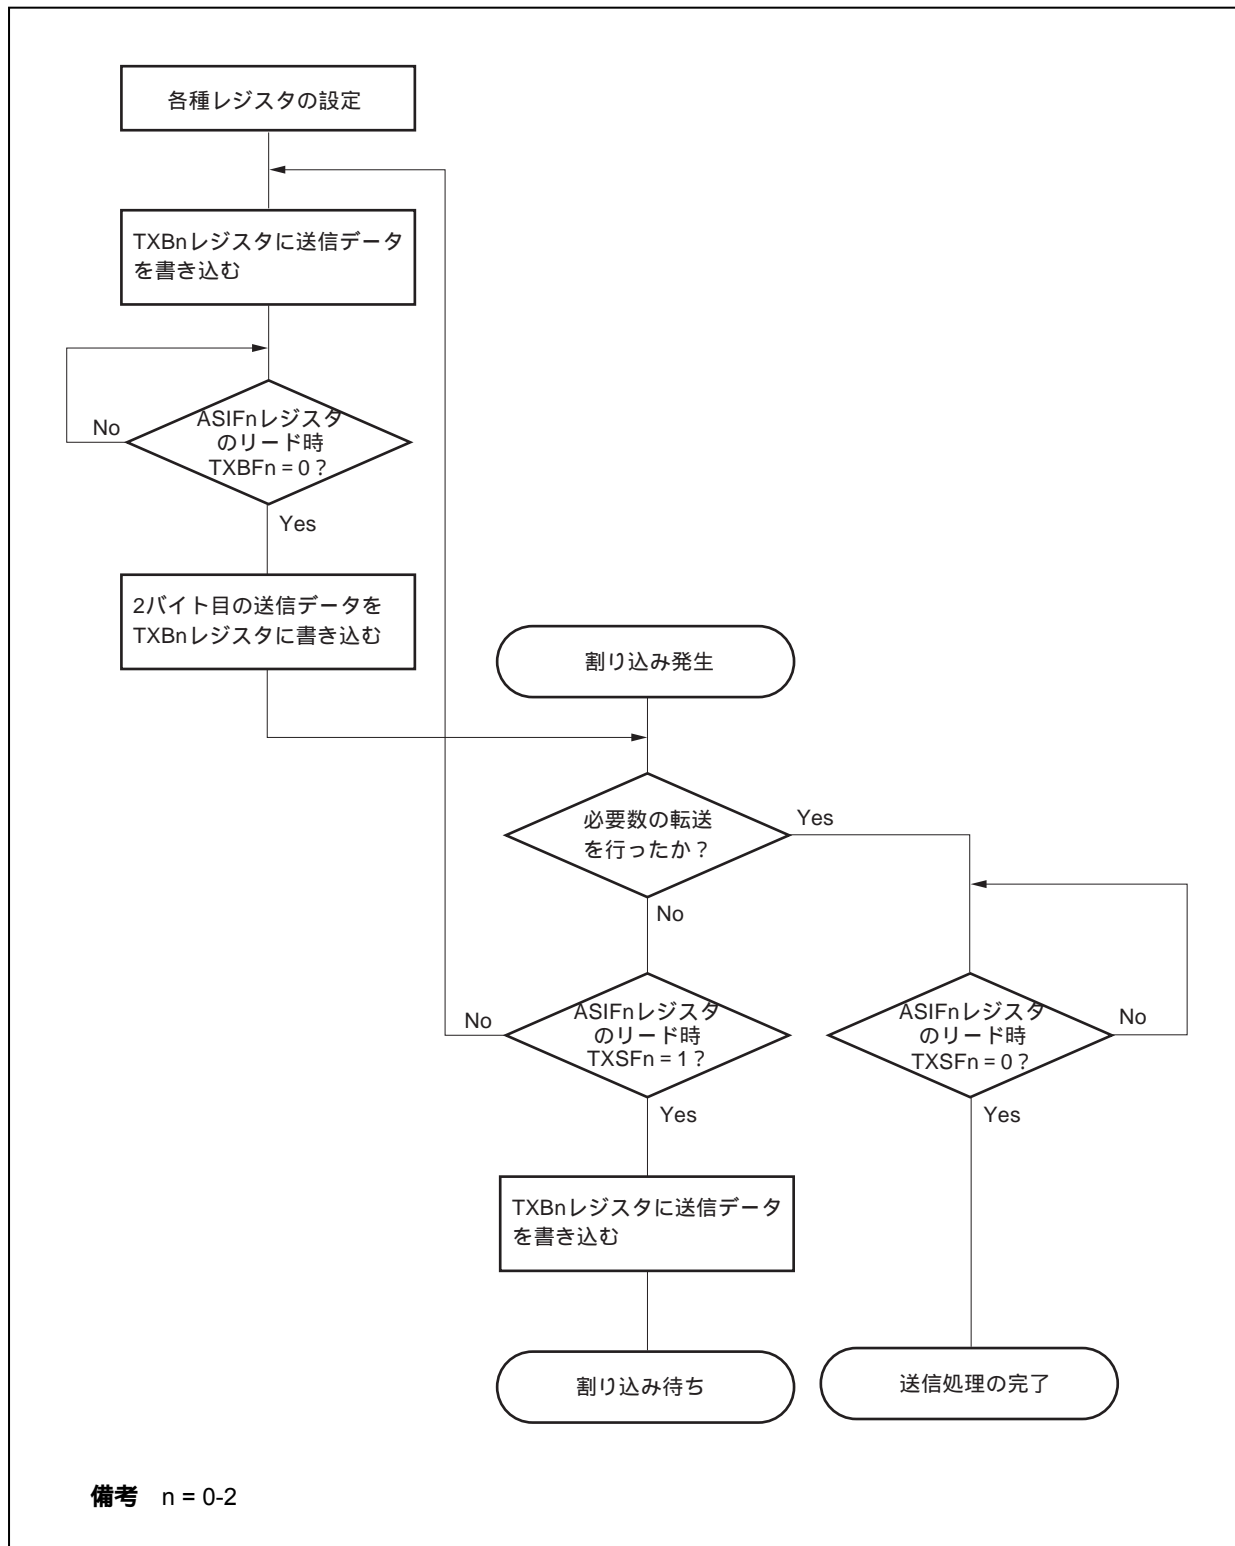 各種レジスタの設定
TXBnレジスタに送信データ
を書き込む
ASIFnレジスタ
のリード時
TXBFn = 0？
No
Yes
2バイト目の送信データを
TXBnレジスタに書き込む
割り込み発生
必要数の転送
を行ったか？
Yes
No
ASIFnレジスタ
のリード時
TXSFn = 1？
No
Yes
ASIFnレジスタ
のリード時
TXSFn = 0？
No
Yes
TXBnレジスタに送信データ
を書き込む
割り込み待ち
送信処理の完了
備考 n = 0-2